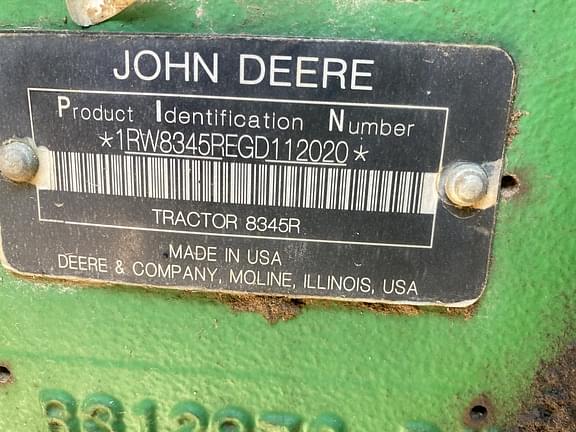 JOHN DEERE
Product Identification Number
*1RW8345REGD112020*
TRACTOR 8345R
MADE IN USA
DEERE & COMPANY, MOLINE, ILLINOIS, USA